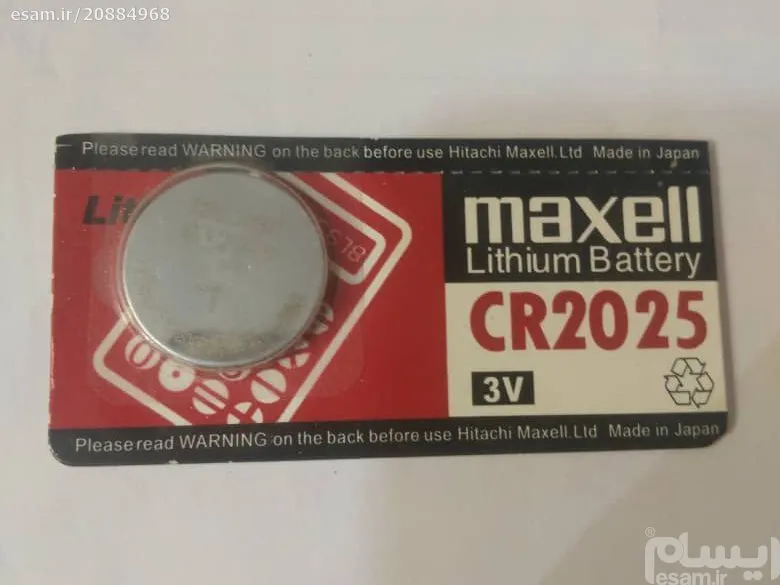 esam.ir/20884968
Please read WARNING on the back before use Hitachi Maxell.Ltd Made in Japan
Lit
maxell
Lithium Battery
CR2025
3V
Please read WARNING on the back before use Hitachi Maxell.Ltd Made in Japan
ایسام®
esam.ir